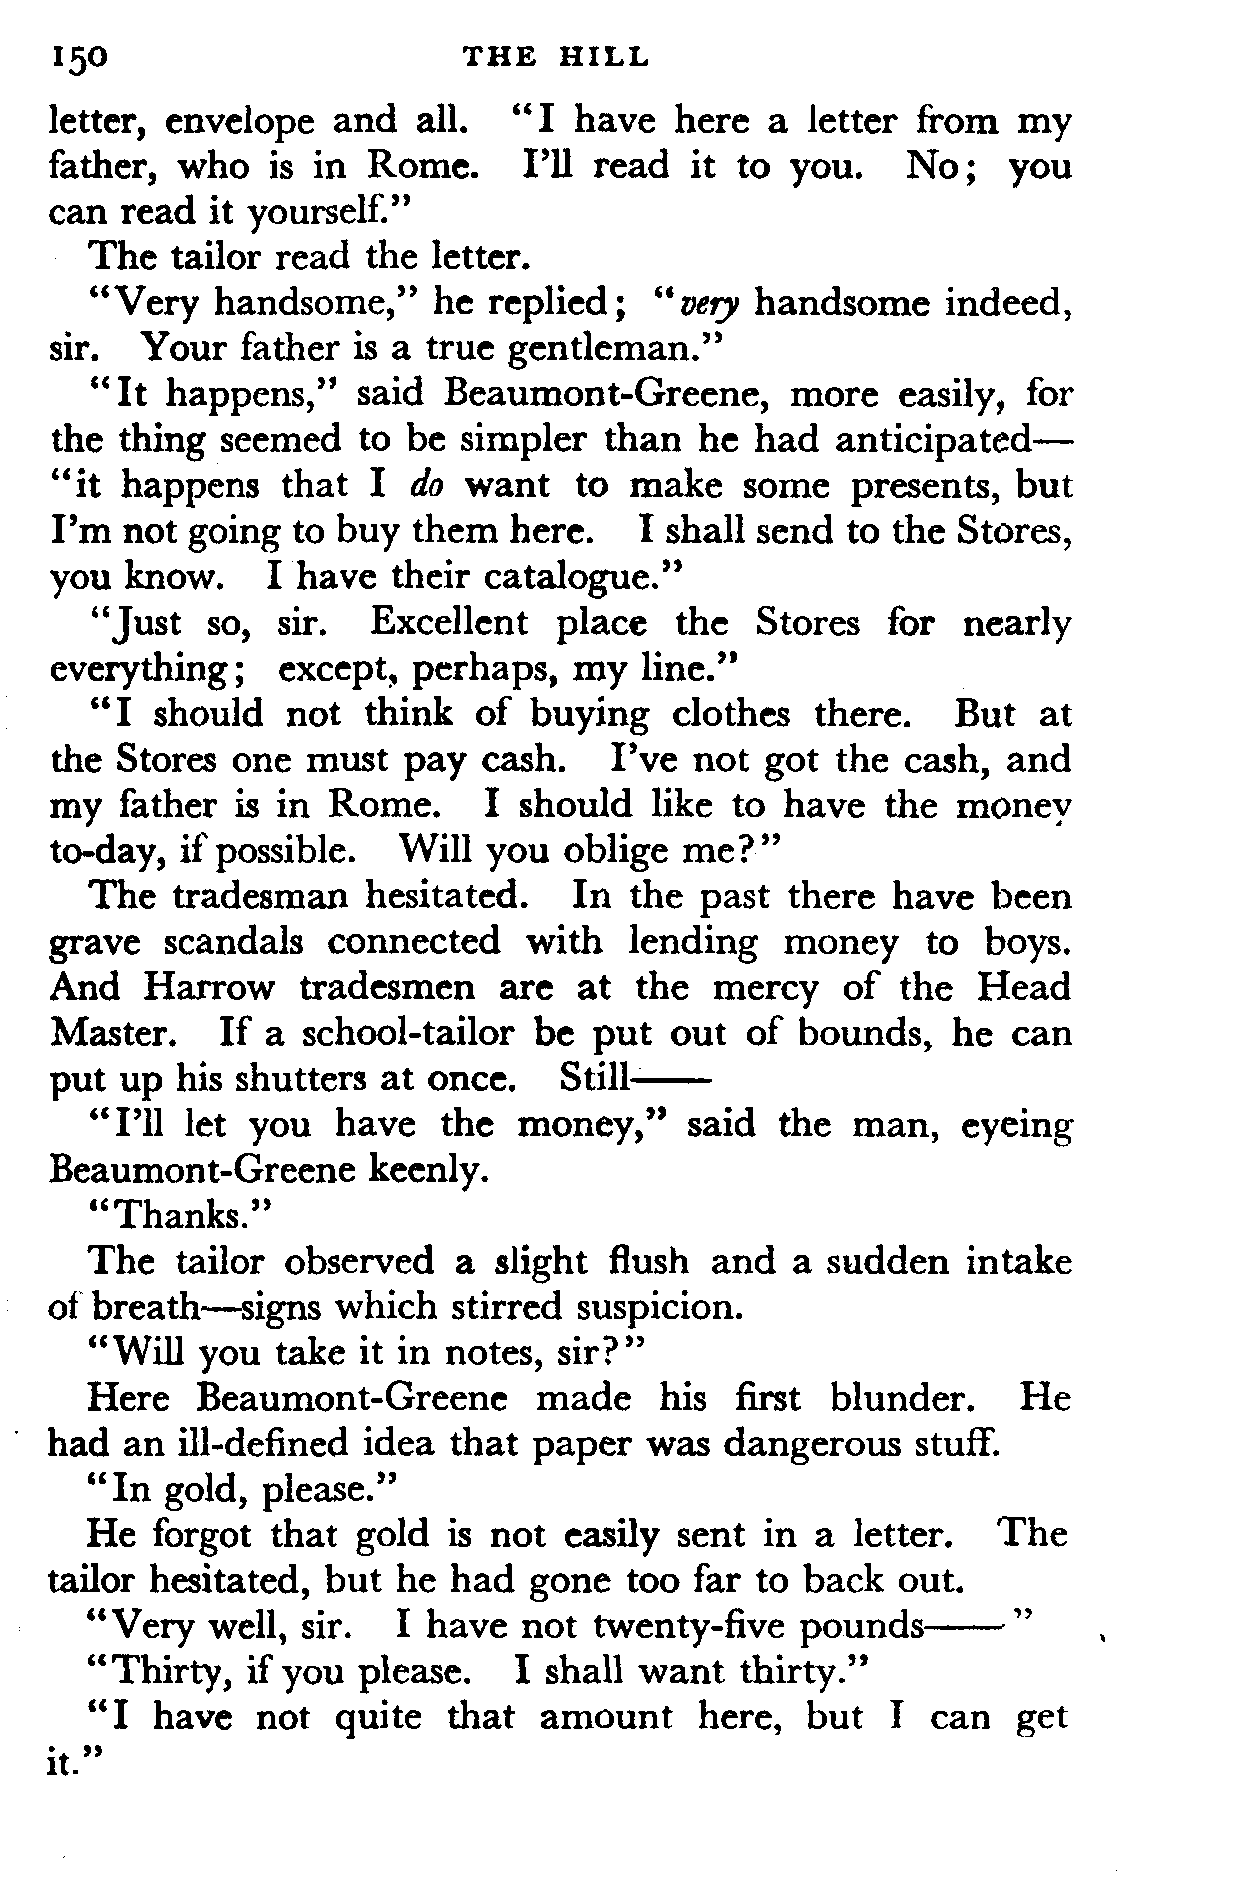 150 THE HILL
letter, envelope and all. "I have here a letter from my
father, who is in Rome. I'll read it to you. No; you
can read it yourself."
The tailor read the letter.
"Very handsome," he replied; "very handsome indeed,
sir. Your father is a true gentleman."
"It happens," said Beaumont-Greene, more easily, for
the thing seemed to be simpler than he had anticipated—
"it happens that I do want to make some presents, but
I'm not going to buy them here. I shall send to the Stores,
you know. I have their catalogue."
"Just so, sir. Excellent place the Stores for nearly
everything; except, perhaps, my line."
"I should not think of buying clothes there. But at
the Stores one must pay cash. I've not got the cash, and
my father is in Rome. I should like to have the money
to-day, if possible. Will you oblige me?"
The tradesman hesitated. In the past there have been
grave scandals connected with lending money to boys.
And Harrow tradesmen are at the mercy of the Head
Master. If a school-tailor be put out of bounds, he can
put up his shutters at once. Still——
"I'll let you have the money," said the man, eyeing
Beaumont-Greene keenly.
"Thanks."
The tailor observed a slight flush and a sudden intake
of breath—signs which stirred suspicion.
"Will you take it in notes, sir?"
Here Beaumont-Greene made his first blunder. He
had an ill-defined idea that paper was dangerous stuff.
"In gold, please."
He forgot that gold is not easily sent in a letter. The
tailor hesitated, but he had gone too far to back out.
"Very well, sir. I have not twenty-five pounds——"
"Thirty, if you please. I shall want thirty."
"I have not quite that amount here, but I can get
it."